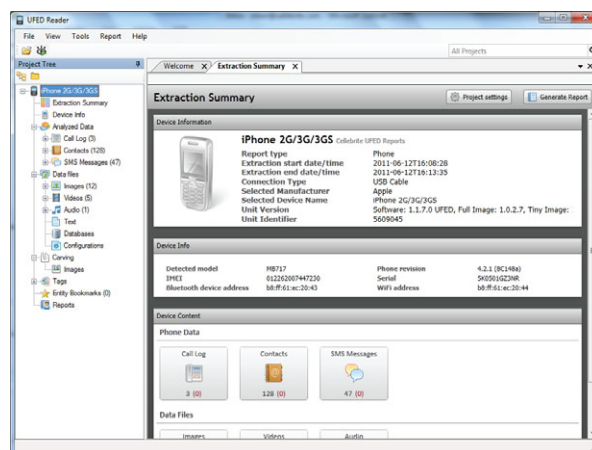 UFED Reader
File View Tools Report Help
All Projects
Project Tree
Welcome X Extraction Summary X
iPhone 2G/3G/3GS
Extraction Summary
Device Info
Analyzed Data
Call Log (3)
Contacts (128)
SMS Messages (47)
Data files
Images (12)
Videos (5)
Audio (1)
Text
Databases
Configurations
Carving
Images
Tags
Entity Bookmarks (0)
Reports
Extraction Summary
Project settings
Generate Report
Device Information
iPhone 2G/3G/3GS Cellebrite UFED Reports
Report type Phone
Extraction start date/time 2011-06-12T16:08:28
Extraction end date/time 2011-06-12T16:13:35
Connection Type USB Cable
Selected Manufacturer Apple
Selected Device Name iPhone 2G/3G/3GS
Unit Version Software: 1.1.7.0 UFED, Full Image: 1.0.2.7, Tiny Image:
Unit Identifier 5609045
Device Info
Detected model MB717 Phone revision 4.2.1 (8C148a)
IMEI 012262007447230 Serial
Bluetooth device address b8:ff:61:ec:20:43 WiFi address b8:ff:61:ec:20:44
Device Content
Phone Data
Call Log Contacts SMS Messages
3 (0) 128 (0) 47 (0)
Data Files
Images Videos Audio